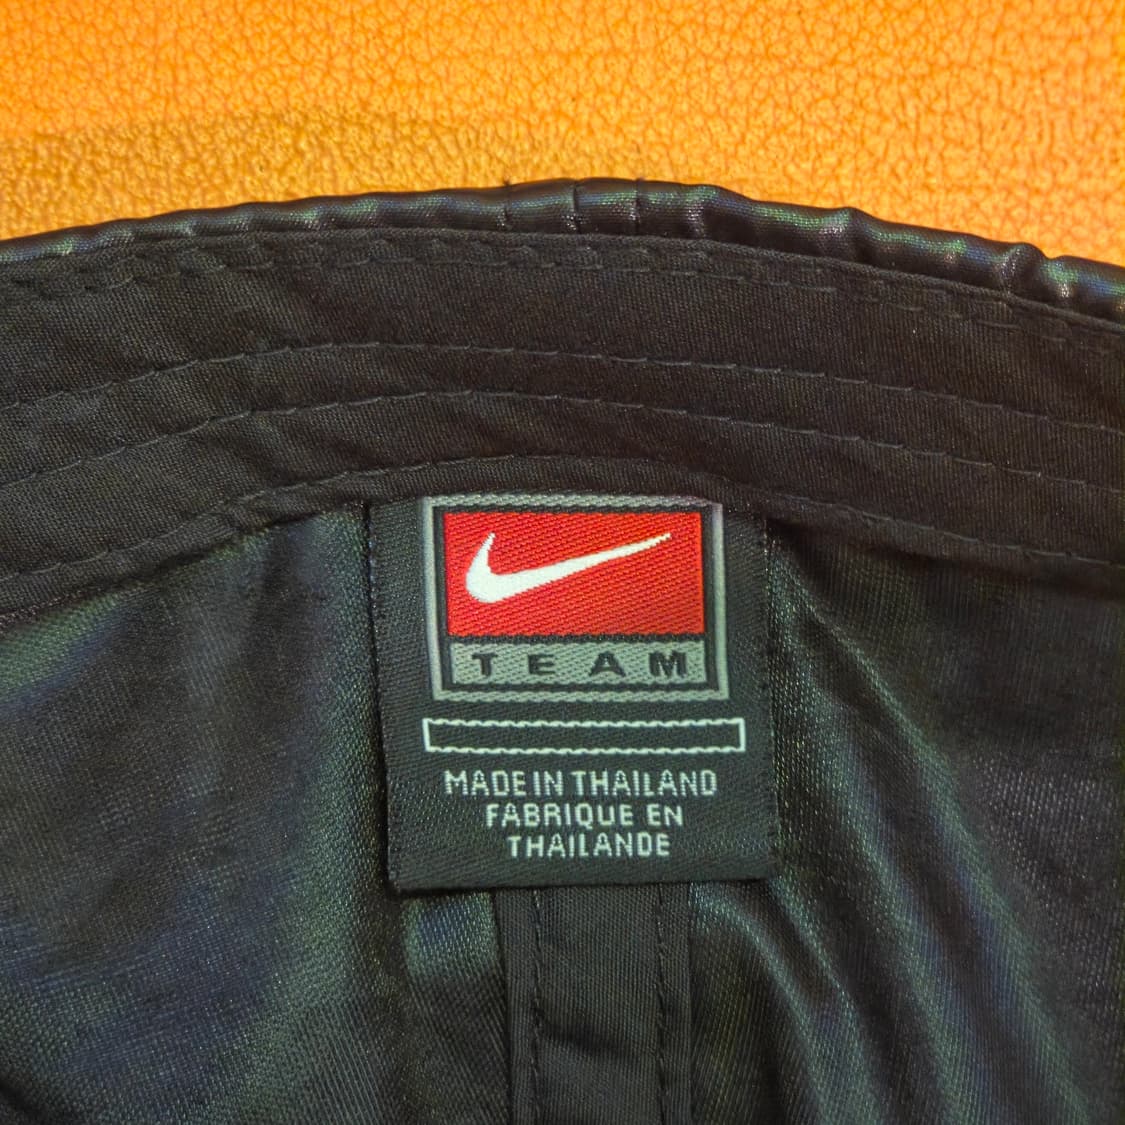 TEAM
MADE IN THAILAND
FABRIQUE EN
THAILANDE